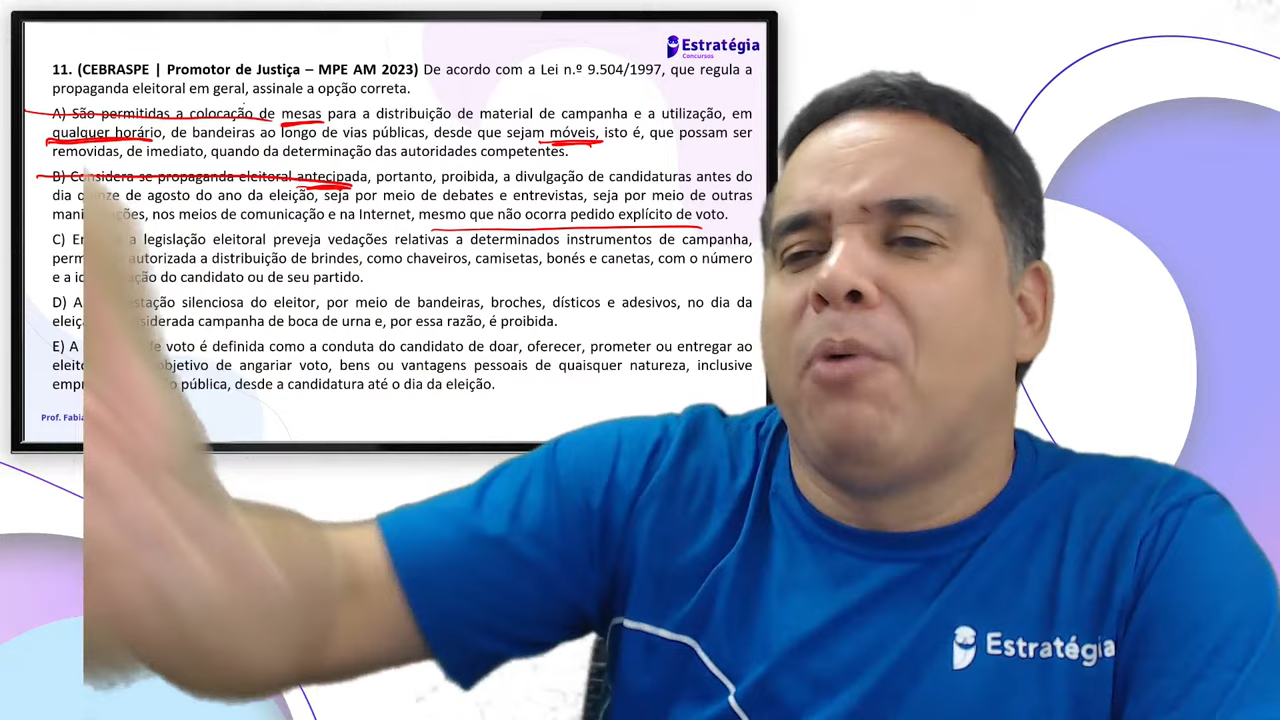 Estratégia
Concursos
11. (CEBRASPE | Promotor de Justiça – MPE AM 2023) De acordo com a Lei n.º 9.504/1997, que regula a
propaganda eleitoral em geral, assinale a opção correta.
A) São permitidas a colocação de mesas para a distribuição de material de campanha e a utilização, em
qualquer horário, de bandeiras ao longo de vias públicas, desde que sejam móveis, isto é, que possam ser
removidas, de imediato, quando da determinação das autoridades competentes.
B) Considera-se propaganda eleitoral antecipada, portanto, proibida, a divulgação de candidaturas antes do
dia quinze de agosto do ano da eleição, seja por meio de debates e entrevistas, seja por meio de outras
nos meios de comunicação e na Internet, mesmo que não ocorra pedido explícito de voto.
C) a legislação eleitoral preveja vedações relativas a determinados instrumentos de campanha,
autorizada a distribuição de brindes, como chaveiros, camisetas, bonés e canetas, com o número
e a do candidato ou de seu partido.
D) A silenciosa do eleitor, por meio de bandeiras, broches, dísticos e adesivos, no dia da
campanha de boca de urna e, por essa razão, é proibida.
E) A voto é definida como a conduta do candidato de doar, oferecer, prometer ou entregar ao
objetivo de angariar voto, bens ou vantagens pessoais de quaisquer natureza, inclusive
pública, desde a candidatura até o dia da eleição.
Prof.
Estratégia